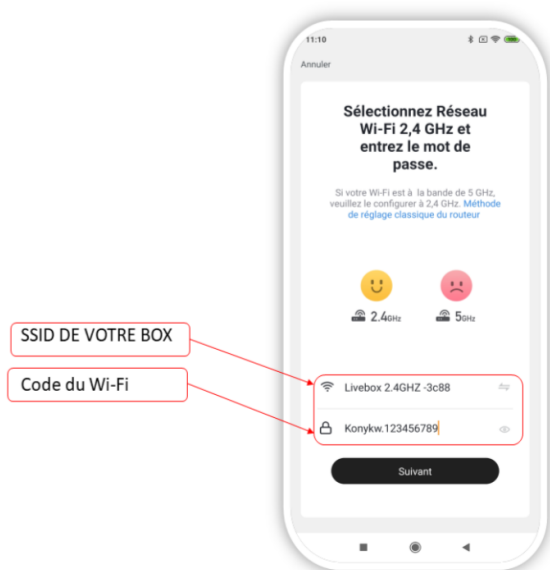 11:10
Annuler
Sélectionnez Réseau
Wi-Fi 2,4 GHz et
entrez le mot de
passe.
Si votre Wi-Fi est à la bande de 5 GHz,
veuillez le configurer à 2,4 GHz. Méthode
de réglage classique du routeur
2.4GHz
5GHz
SSID DE VOTRE BOX
Livebox 2.4GHZ -3c88
Code du Wi-Fi
Konykw.123456789
Suivant